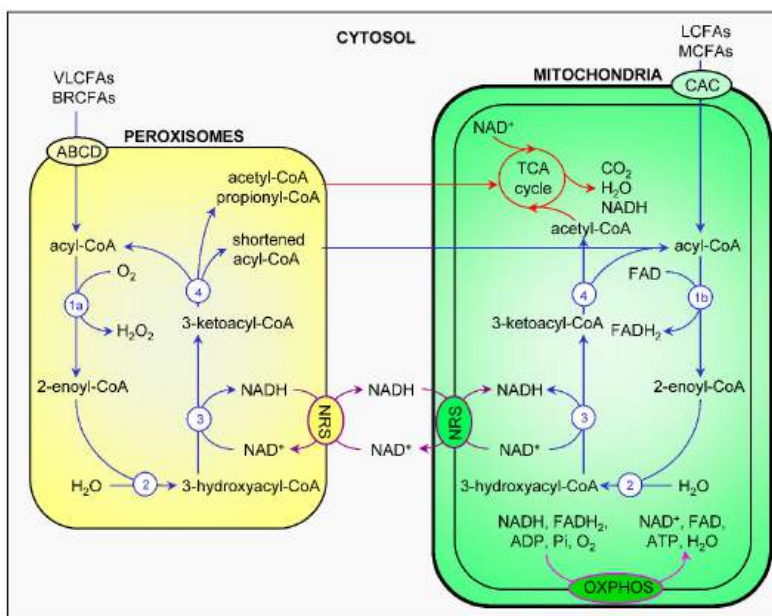 CYTOSOL
VLCFAs
BRCFAs
ABCD
PEROXISOMES
acetyl-CoA
propionyl-CoA
shortened
acyl-CoA
acyl-CoA
O₂
1a
H₂O₂
4
3-ketoacyl-CoA
2-enoyl-CoA
NADH
3
NAD⁺
H₂O
2
3-hydroxyacyl-CoA
NRS
NADH
NAD⁺
LCFAs
MCFAs
CAC
MITOCHONDRIA
NAD⁺
TCA
cycle
CO₂
H₂O
NADH
acetyl-CoA
acyl-CoA
4
FAD
1b
FADH₂
3-ketoacyl-CoA
2-enoyl-CoA
NRS
NADH
3
NAD⁺
3-hydroxyacyl-CoA
2
H₂O
NADH, FADH₂,
ADP, Pi, O₂
NAD⁺, FAD,
ATP, H₂O
OXPHOS